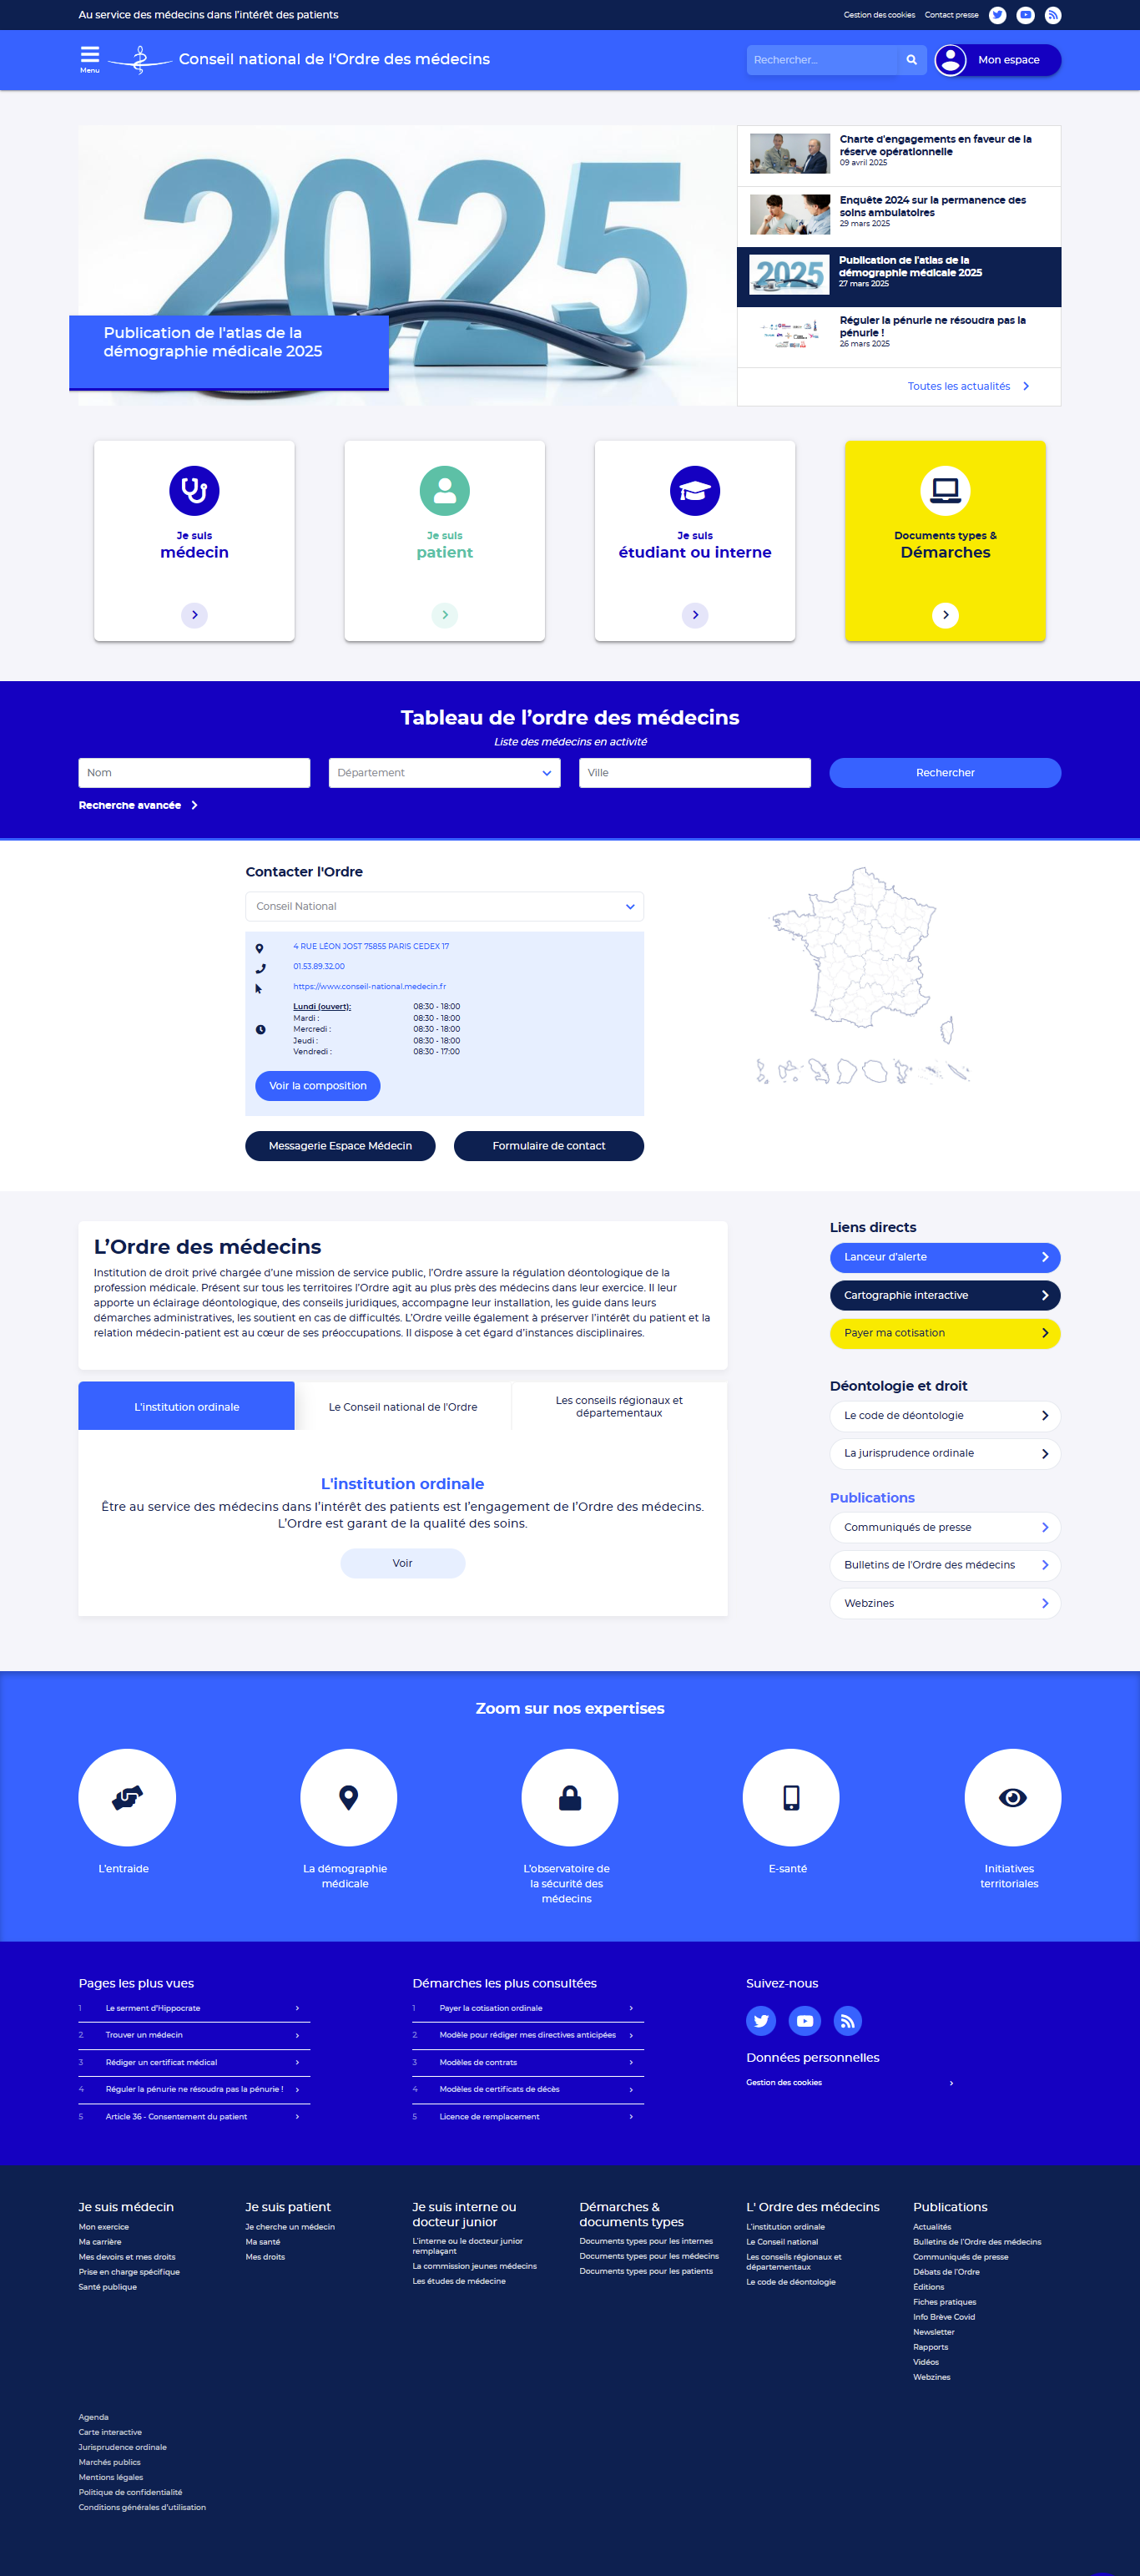 Au service des médecins dans l'intérêt des patients
Gestion des cookies
Contact presse
Menu
Conseil national de l'Ordre des médecins
Rechercher...
Mon espace
2025
Publication de l'atlas de la
démographie médicale 2025
Charte d'engagements en faveur de la
réserve opérationnelle
09 avril 2025
Enquête 2024 sur la permanence des
soins ambulatoires
29 mars 2025
2025
Publication de l'atlas de la
démographie médicale 2025
27 mars 2025
Réguler la pénurie ne résoudra pas la
pénurie !
26 mars 2025
Toutes les actualités
Je suis
médecin
Je suis
patient
Je suis
étudiant ou interne
Documents types &
Démarches
Tableau de l'ordre des médecins
Liste des médecins en activité
Nom
Département
Ville
Rechercher
Recherche avancée
Contacter l'Ordre
Conseil National
4 RUE LÉON JOST 75855 PARIS CEDEX 17
01.53.89.32.00
https://www.conseil-national.medecin.fr
Lundi (ouvert): 08:30 - 18:00
Mardi : 08:30 - 18:00
Mercredi : 08:30 - 18:00
Jeudi : 08:30 - 18:00
Vendredi : 08:30 - 17:00
Voir la composition
Messagerie Espace Médecin
Formulaire de contact
L'Ordre des médecins
Institution de droit privé chargée d'une mission de service public, l'Ordre assure la régulation déontologique de la
profession médicale. Présent sur tous les territoires l'Ordre agit au plus près des médecins dans leur exercice. Il leur
apporte un éclairage déontologique, des conseils juridiques, accompagne leur installation, les guide dans leurs
démarches administratives, les soutient en cas de difficultés. L'Ordre veille également à préserver l'intérêt du patient et la
relation médecin-patient est au cœur de ses préoccupations. Il dispose à cet égard d'instances disciplinaires.
L'institution ordinale
Le Conseil national de l'Ordre
Les conseils régionaux et
départementaux
L'institution ordinale
Être au service des médecins dans l'intérêt des patients est l'engagement de l'Ordre des médecins.
L'Ordre est garant de la qualité des soins.
Voir
Liens directs
Lanceur d'alerte
Cartographie interactive
Payer ma cotisation
Déontologie et droit
Le code de déontologie
La jurisprudence ordinale
Publications
Communiqués de presse
Bulletins de l'Ordre des médecins
Webzines
Zoom sur nos expertises
L'entraide
La démographie
médicale
L'observatoire de
la sécurité des
médecins
E-santé
Initiatives
territoriales
Pages les plus vues
1 Le serment d'Hippocrate
2 Trouver un médecin
3 Rédiger un certificat médical
4 Réguler la pénurie ne résoudra pas la pénurie !
5 Article 36 - Consentement du patient
Démarches les plus consultées
1 Payer la cotisation ordinale
2 Modèle pour rédiger mes directives anticipées
3 Modèles de contrats
4 Modèles de certificats de décès
5 Licence de remplacement
Suivez-nous
Données personnelles
Gestion des cookies
Je suis médecin
Mon exercice
Ma carrière
Mes devoirs et mes droits
Prise en charge spécifique
Santé publique
Je suis patient
Je cherche un médecin
Ma santé
Mes droits
Je suis interne ou
docteur junior
L'interne ou le docteur junior
remplaçant
La commission jeunes médecins
Les études de médecine
Démarches &
documents types
Documents types pour les internes
Documents types pour les médecins
Documents types pour les patients
L' Ordre des médecins
L'institution ordinale
Le Conseil national
Les conseils régionaux et
départementaux
Le code de déontologie
Publications
Actualités
Bulletins de l'Ordre des médecins
Communiqués de presse
Débats de l'Ordre
Éditions
Fiches pratiques
Info Brève Covid
Newsletter
Rapports
Vidéos
Webzines
Agenda
Carte interactive
Jurisprudence ordinale
Marchés publics
Mentions légales
Politique de confidentialité
Conditions générales d'utilisation